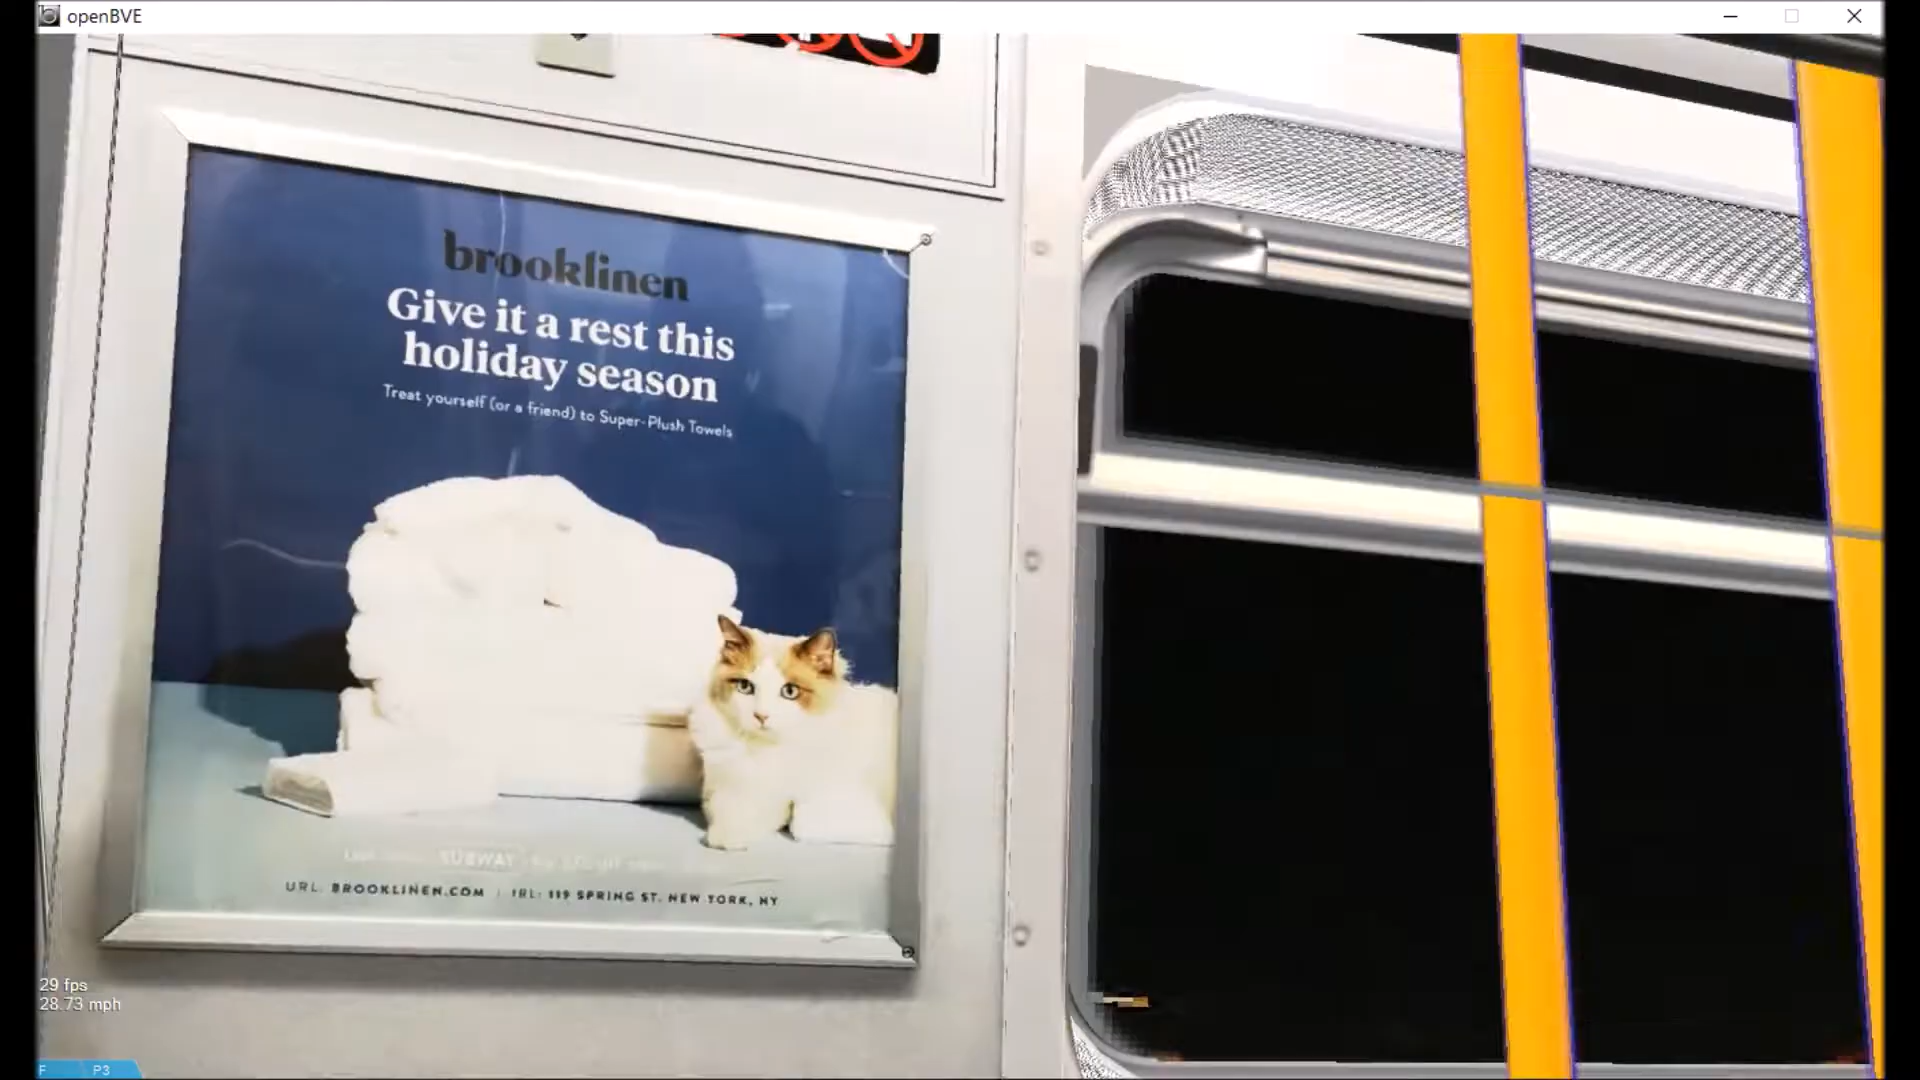 openBVE
brooklinen
Give it a rest this
holiday season
Treat yourself (or a friend) to Super-Plush Towels
SUBWAY
URL: BROOKLINEN.COM | IRL: 119 SPRING ST. NEW YORK, NY
29 fps
28.73 mph
F P3